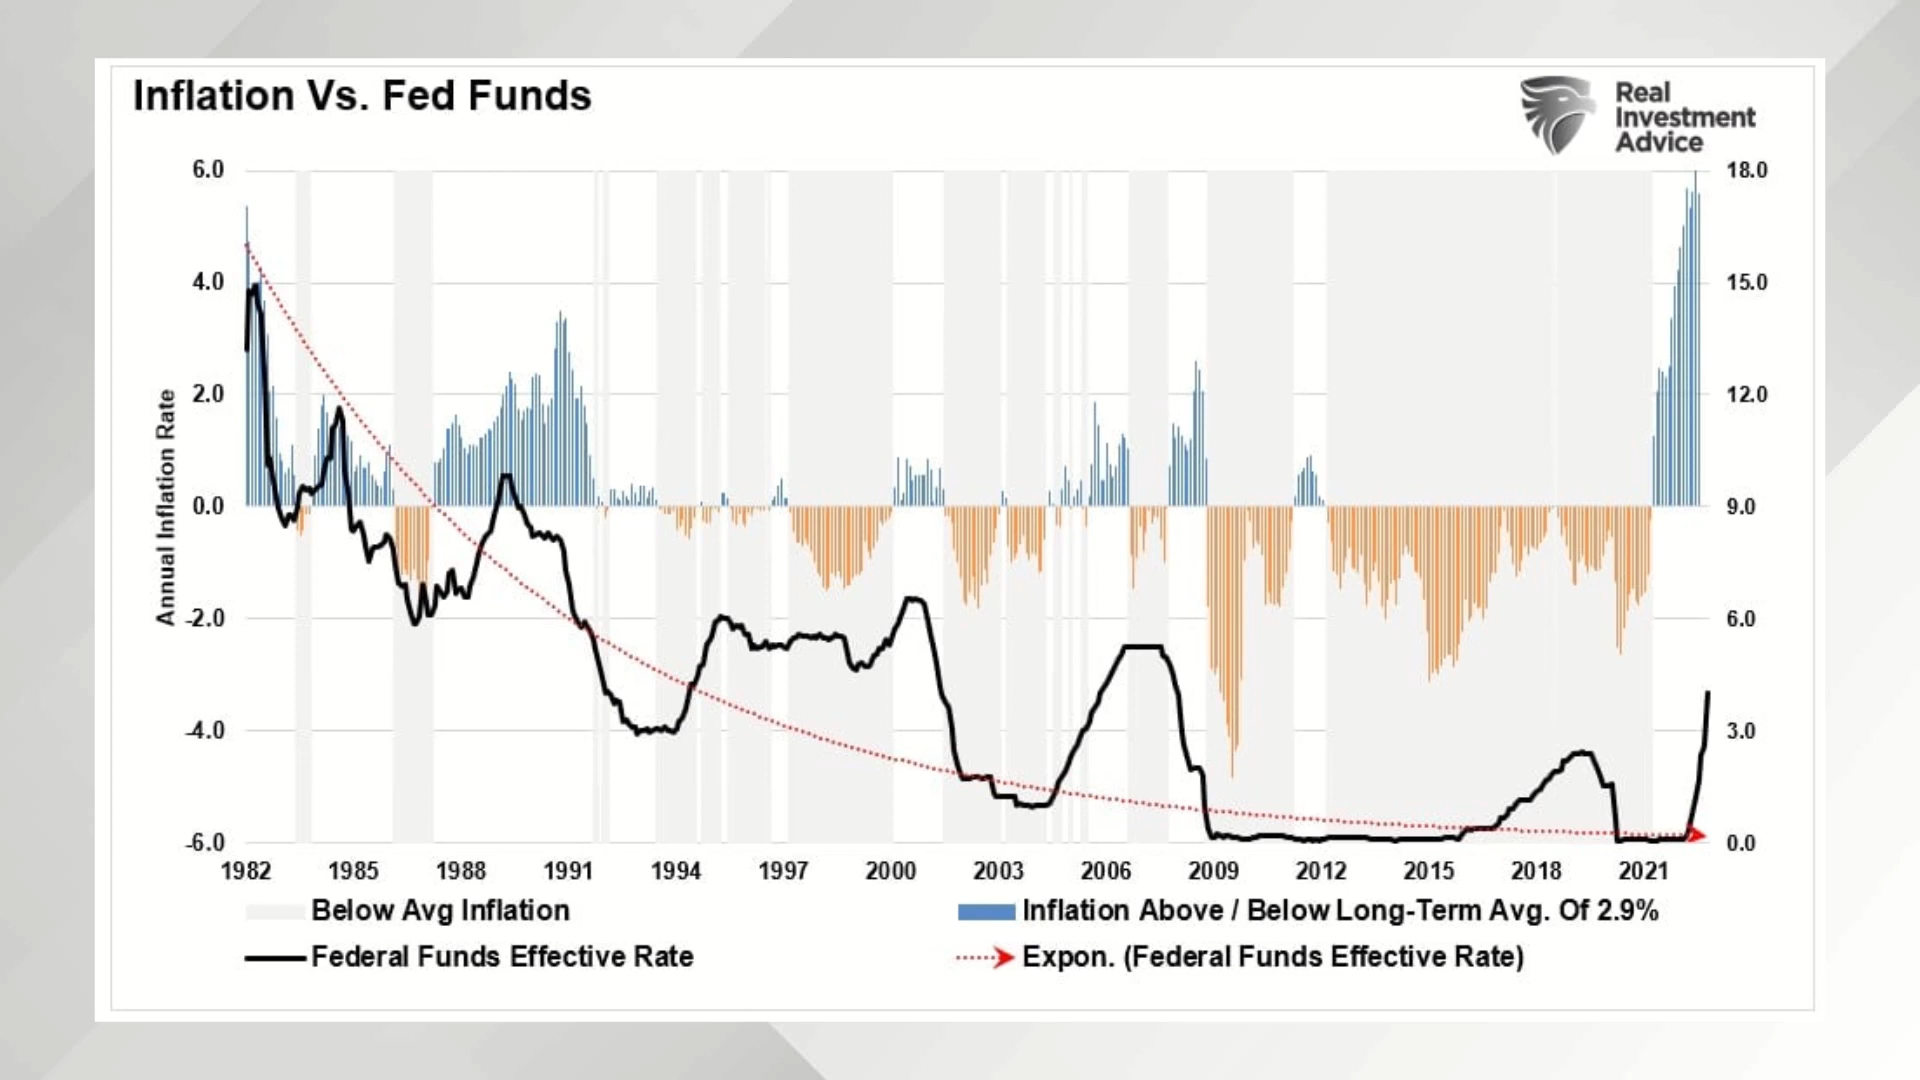 Inflation Vs. Fed Funds
Real
Investment
Advice
6.0
4.0
2.0
0.0
-2.0
-4.0
-6.0
Annual Inflation Rate
18.0
15.0
12.0
9.0
6.0
3.0
0.0
1982 1985 1988 1991 1994 1997 2000 2003 2006 2009 2012 2015 2018 2021
Below Avg Inflation
Inflation Above / Below Long-Term Avg. Of 2.9%
Federal Funds Effective Rate
Expon. (Federal Funds Effective Rate)